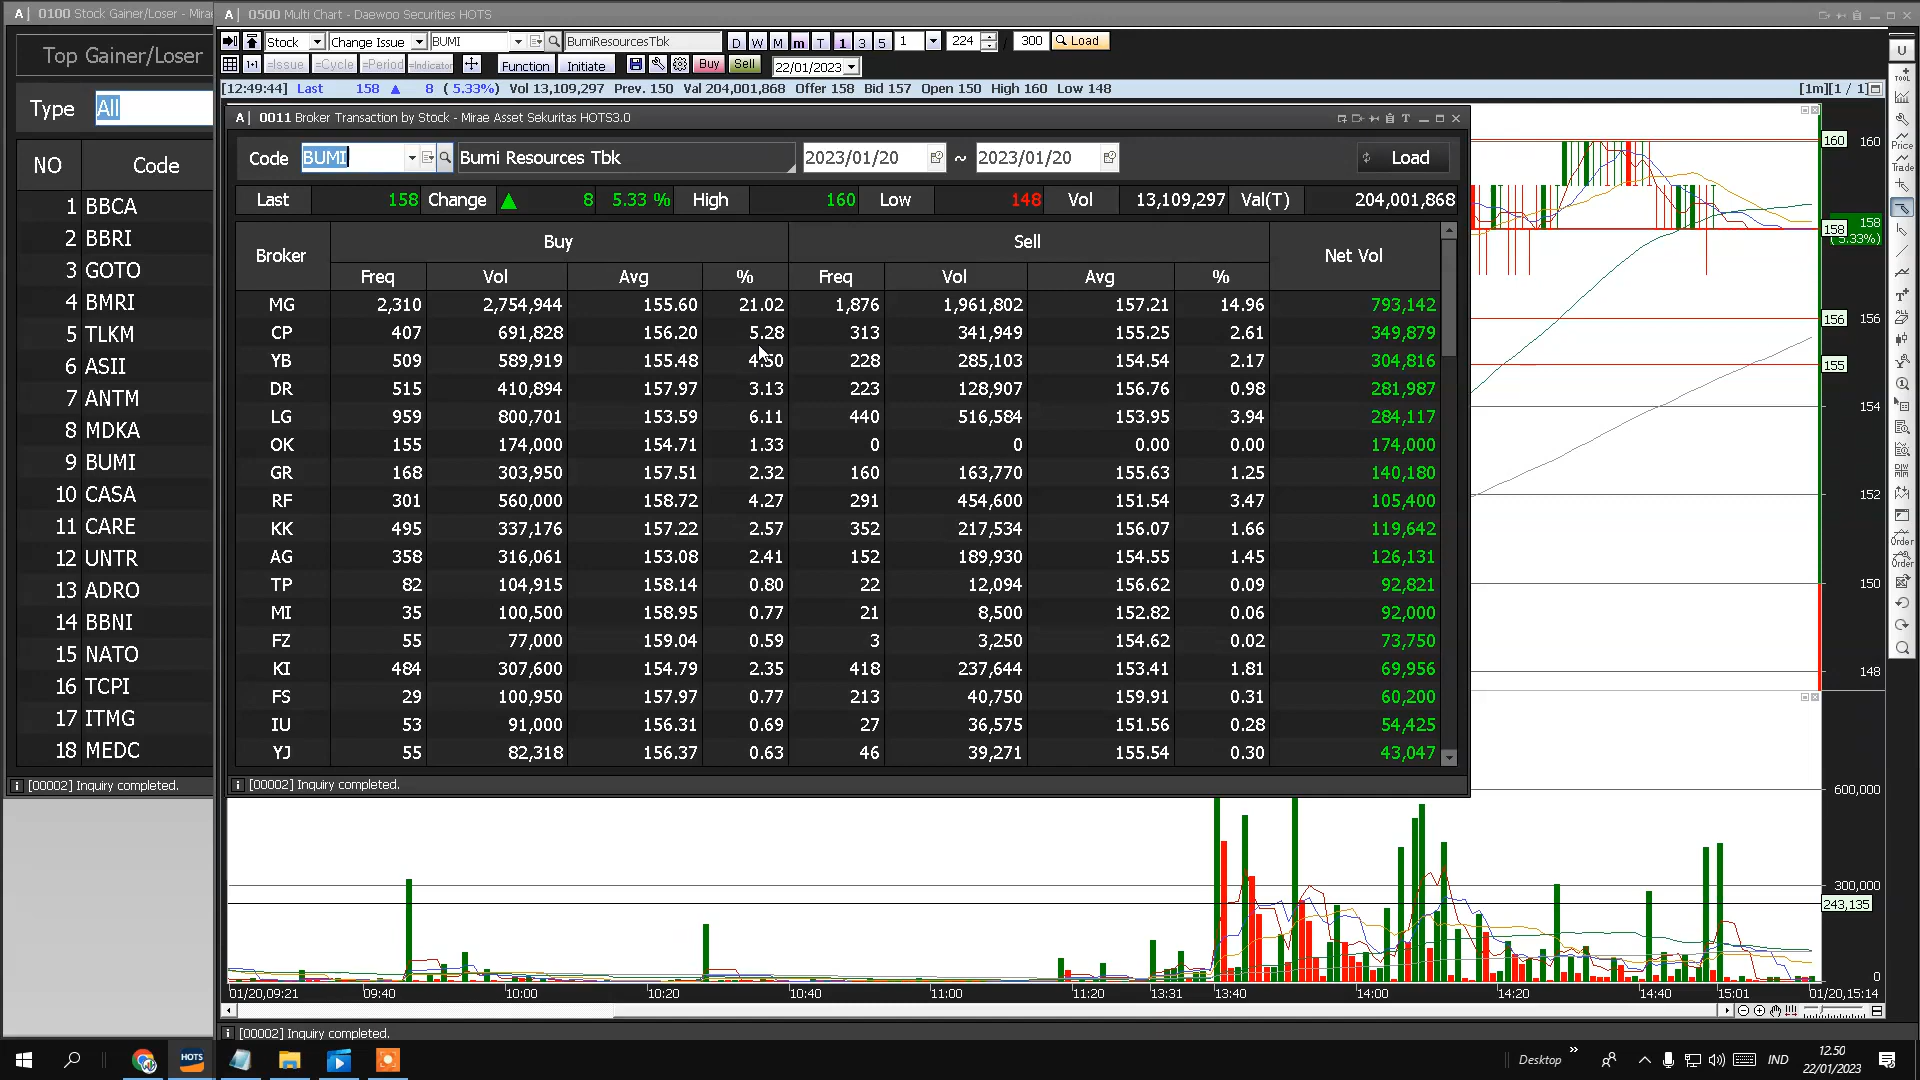 A 0100 Stock Gainer/Loser - Mira
A 0500 Multi Chart - Daewoo Securities HOTS
Top Gainer/Loser
Type All
NO Code
1 BBCA
2 BBRI
3 GOTO
4 BMRI
5 TLKM
6 ASII
7 ANTM
8 MDKA
9 BUMI
10 CASA
11 CARE
12 UNTR
13 ADRO
14 BBNI
15 NATO
16 TCPI
17 ITMG
18 MEDC
[00002] Inquiry completed.
Stock Change Issue BUMI BumiResourcesTbk D W M m T 1 3 5 1 224 300 Load
=Issue =Cycle =Period =Indicator Function Initiate Buy Sell 22/01/2023
[12:49:44] Last 158 ▲ 8 ( 5.33%) Vol 13,109,297 Prev. 150 Val 204,001,868 Offer 158 Bid 157 Open 150 High 160 Low 148 [1m][1 / 1]
A 0011 Broker Transaction by Stock - Mirae Asset Sekuritas HOTS3.0 T
Code BUMI Bumi Resources Tbk 2023/01/20 ~ 2023/01/20 Load
Last 158 Change ▲ 8 5.33 % High 160 Low 148 Vol 13,109,297 Val(T) 204,001,868
Broker Buy Sell Net Vol
Freq Vol Avg % Freq Vol Avg %
MG 2,310 2,754,944 155.60 21.02 1,876 1,961,802 157.21 14.96 793,142
CP 407 691,828 156.20 5.28 313 341,949 155.25 2.61 349,879
YB 509 589,919 155.48 4.50 228 285,103 154.54 2.17 304,816
DR 515 410,894 157.97 3.13 223 128,907 156.76 0.98 281,987
LG 959 800,701 153.59 6.11 440 516,584 153.95 3.94 284,117
OK 155 174,000 154.71 1.33 0 0 0.00 0.00 174,000
GR 168 303,950 157.51 2.32 160 163,770 155.63 1.25 140,180
RF 301 560,000 158.72 4.27 291 454,600 151.54 3.47 105,400
KK 495 337,176 157.22 2.57 352 217,534 156.07 1.66 119,642
AG 358 316,061 153.08 2.41 152 189,930 154.55 1.45 126,131
TP 82 104,915 158.14 0.80 22 12,094 156.62 0.09 92,821
MI 35 100,500 158.95 0.77 21 8,500 152.82 0.06 92,000
FZ 55 77,000 159.04 0.59 3 3,250 154.62 0.02 73,750
KI 484 307,600 154.79 2.35 418 237,644 153.41 1.81 69,956
FS 29 100,950 157.97 0.77 213 40,750 159.91 0.31 60,200
IU 53 91,000 156.31 0.69 27 36,575 151.56 0.28 54,425
YJ 55 82,318 156.37 0.63 46 39,271 155.54 0.30 43,047
[00002] Inquiry completed.
160 160
158 158
( 5.33%)
156 156
155
154
152
150
148
600,000
300,000
243,135
0
U
TOOL
Price
Trade
Order
Order
01/20,09:21 09:40 10:00 10:20 10:40 11:00 11:20 13:31 13:40 14:00 14:20 14:40 15:01 01/20,15:14
[00002] Inquiry completed.
HOTS Desktop » IND 12.50
22/01/2023